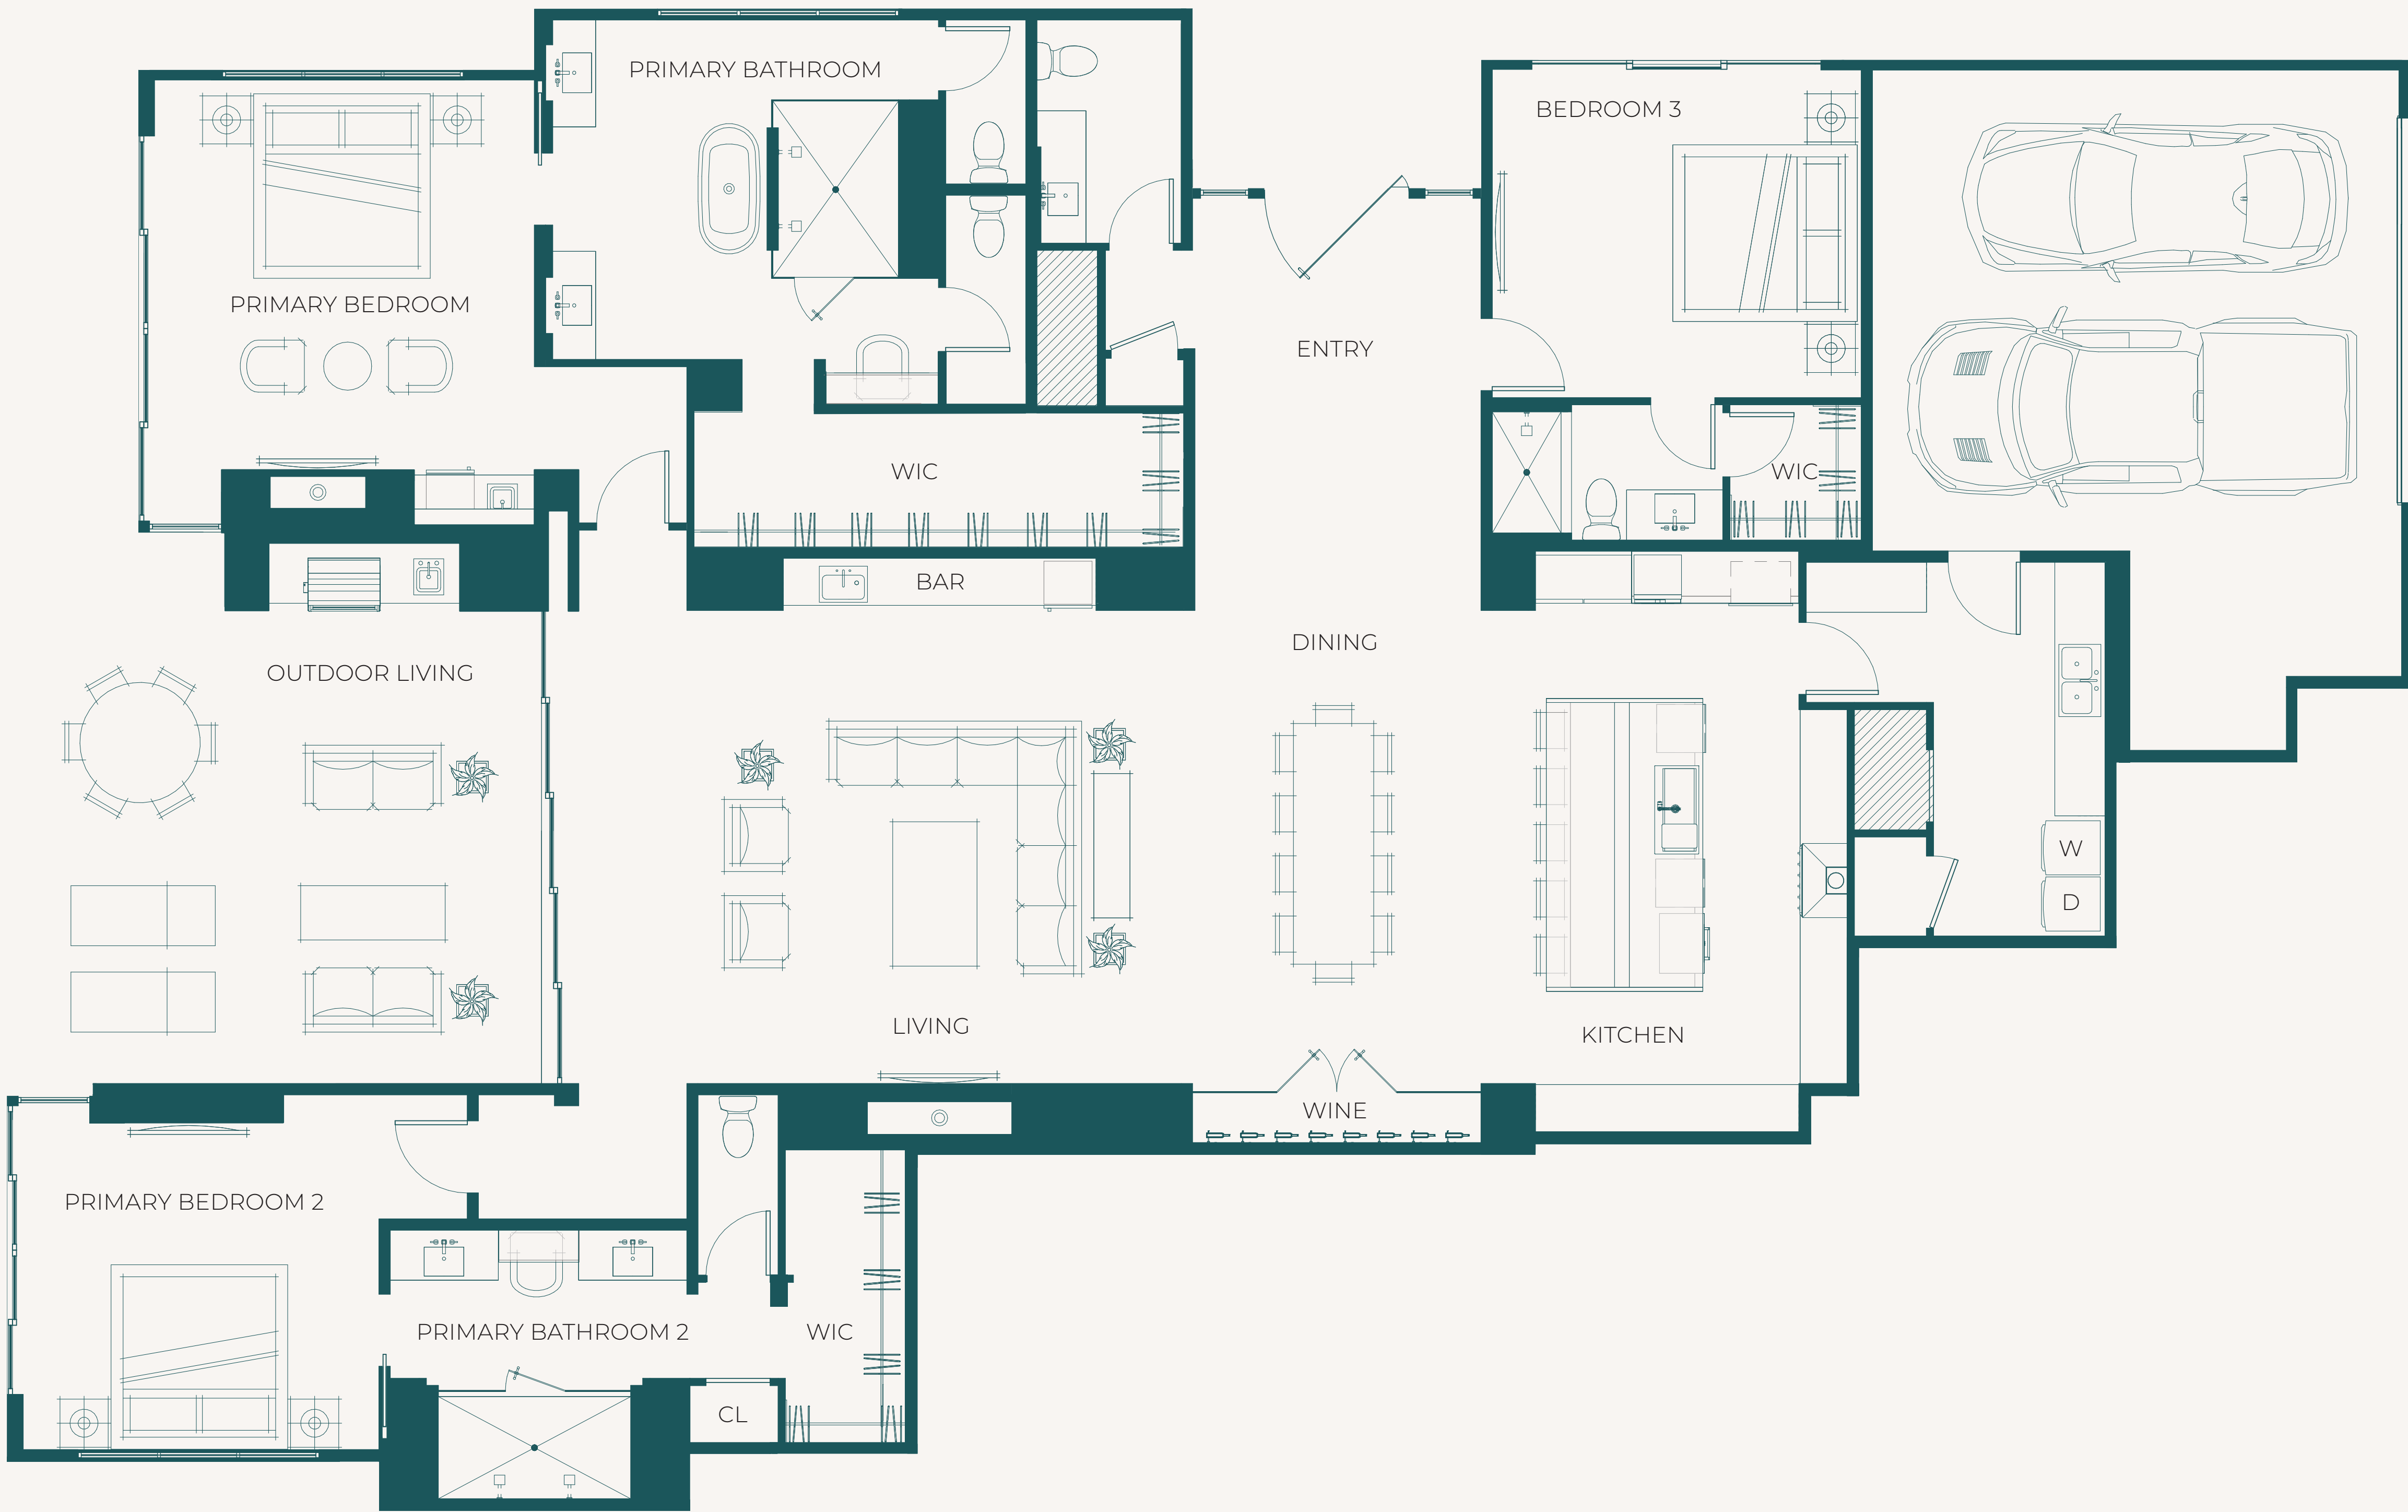 PRIMARY BATHROOM
BEDROOM 3
PRIMARY BEDROOM
ENTRY
WIC
WIC
BAR
DINING
OUTDOOR LIVING
W
D
LIVING
KITCHEN
WINE
PRIMARY BEDROOM 2
PRIMARY BATHROOM 2
WIC
CL